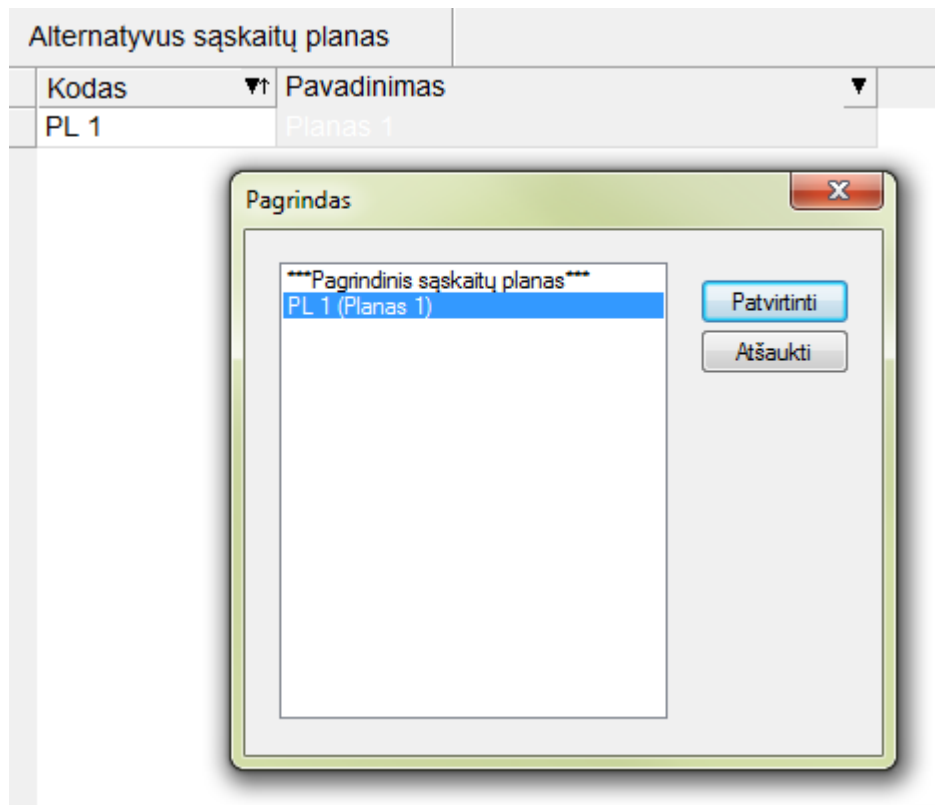 Alternatyvus sąskaitų planas
Kodas ▼↑ Pavadinimas ▼
PL 1 Planas 1
Pagrindas
***Pagrindinis sąskaitų planas***
PL 1 (Planas 1)
Patvirtinti
Atšaukti